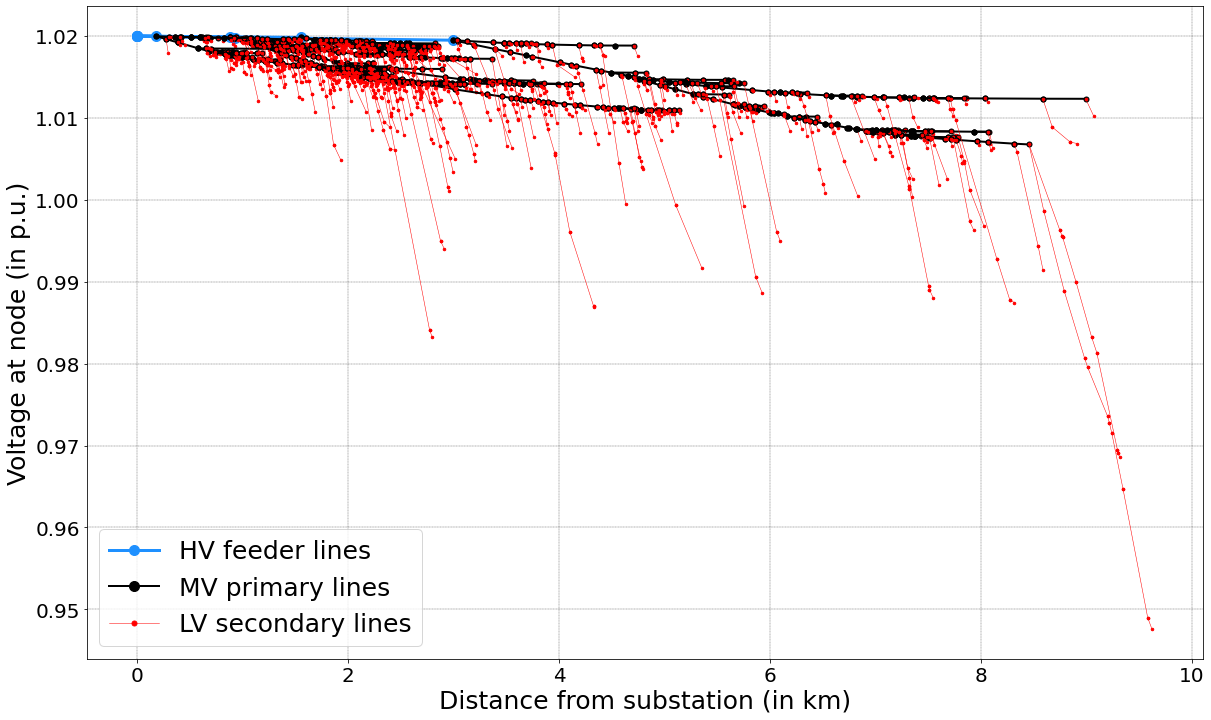 Voltage at node (in p.u.)
1.02
1.01
1.00
0.99
0.98
0.97
0.96
0.95
HV feeder lines
MV primary lines
LV secondary lines
0 2 4 6 8 10
Distance from substation (in km)